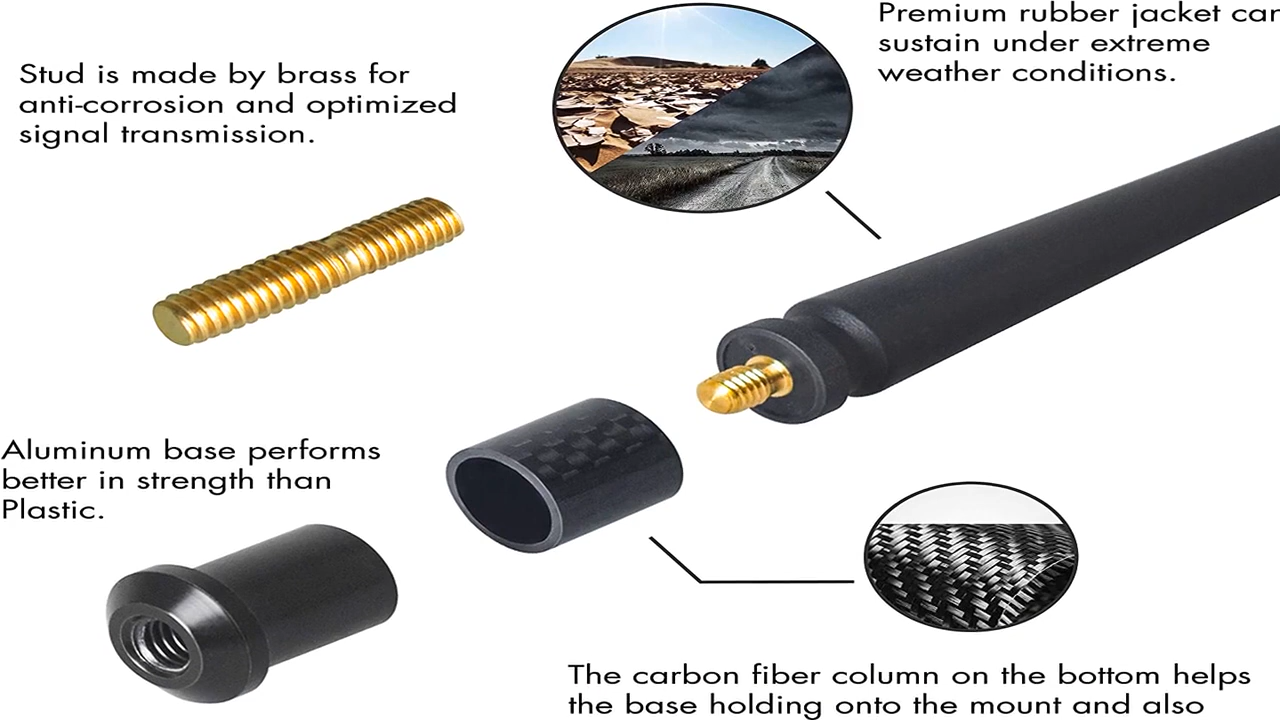 Premium rubber jacket can
sustain under extreme
weather conditions.
Stud is made by brass for
anti-corrosion and optimized
signal transmission.
Aluminum base performs
better in strength than
Plastic.
The carbon fiber column on the bottom helps
the base holding onto the mount and also